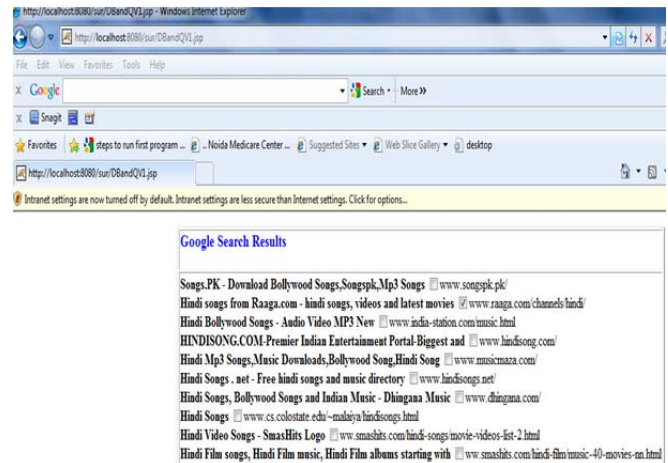 http://localhost:8080/sur/DBandQV1.jsp - Windows Internet Explorer
http://localhost:8080/sur/DBandQV1.jsp
File Edit View Favorites Tools Help
x Google Search More »
x Snagit
Favorites steps to run first program ... .. Noida Medicare Center ... Suggested Sites Web Slice Gallery desktop
http://localhost:8080/sur/DBandQV1.jsp
Intranet settings are now turned off by default. Intranet settings are less secure than Internet settings. Click for options...
Google Search Results
Songs.PK - Download Bollywood Songs,Songspk,Mp3 Songs www.songspk.pk/
Hindi songs from Raaga.com - hindi songs, videos and latest movies www.raaga.com/channels/hindi/
Hindi Bollywood Songs - Audio Video MP3 New www.india-station.com/music.html
HINDISONG.COM-Premier Indian Entertainment Portal-Biggest and www.hindisong.com/
Hindi Mp3 Songs,Music Downloads,Bollywood Song,Hindi Song www.musicmaza.com/
Hindi Songs . net - Free hindi songs and music directory www.hindisongs.net/
Hindi Songs, Bollywood Songs and Indian Music - Dhingana Music www.dhingana.com/
Hindi Songs www.cs.colostate.edu/~malaiya/hindisongs.html
Hindi Video Songs - SmasHits Logo ww.smashits.com/hindi-songs/movie-videos-list-2.html
Hindi Film songs, Hindi Film music, Hindi Film albums starting with ww.smashits.com/hindi-film/music-40-movies-nn.html